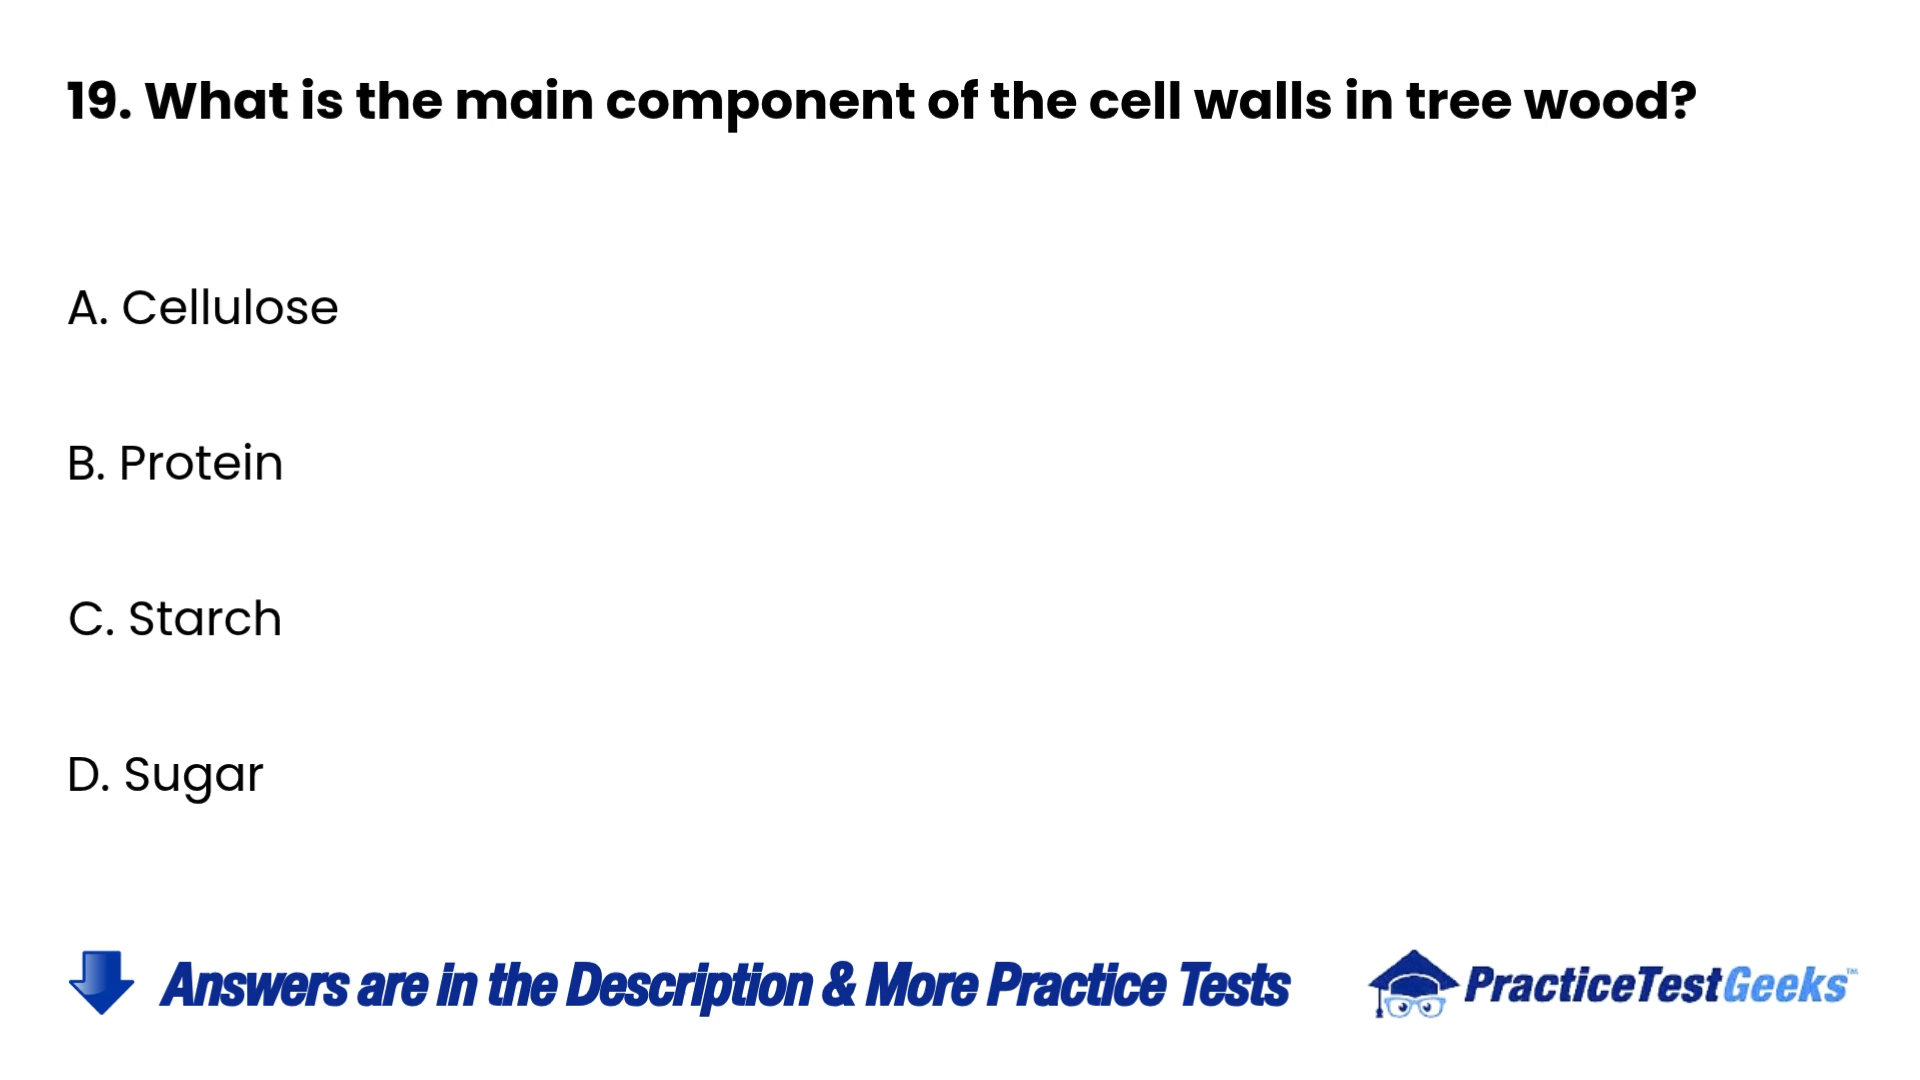 19. What is the main component of the cell walls in tree wood?
A. Cellulose
B. Protein
C. Starch
D. Sugar
Answers are in the Description & More Practice Tests
PracticeTestGeeks™